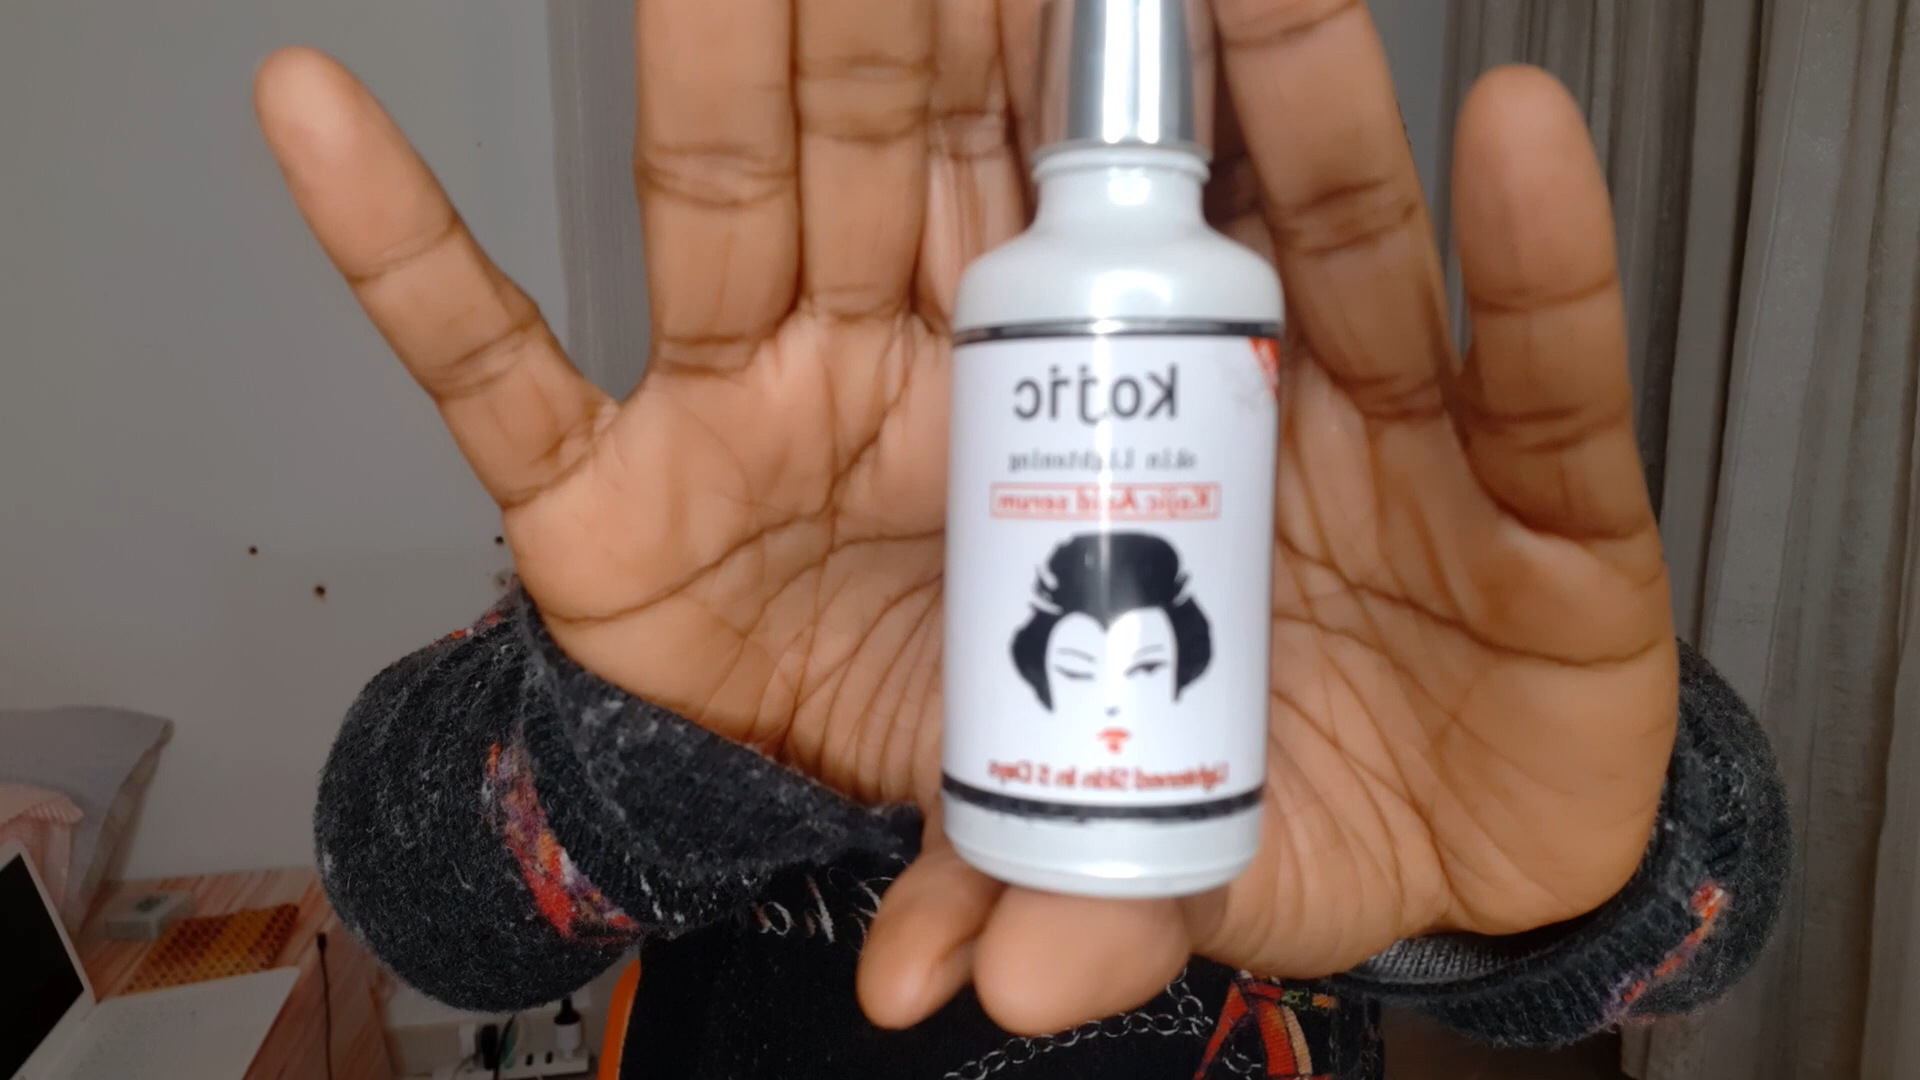 Kojic
skin Lightening
Kojic Acid serum
Lightened Skin in 5 Days